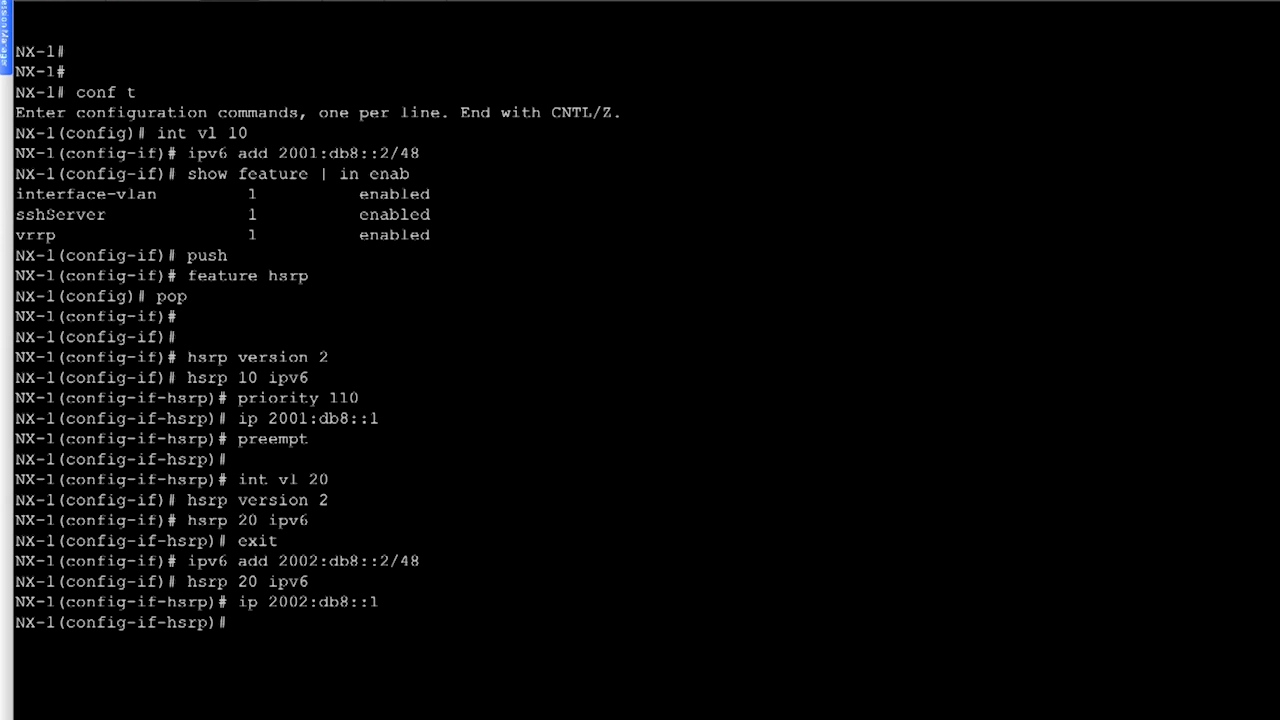 NX-1#
NX-1#
NX-1# conf t
Enter configuration commands, one per line. End with CNTL/Z.
NX-1(config)# int vl 10
NX-1(config-if)# ipv6 add 2001:db8::2/48
NX-1(config-if)# show feature | in enab
interface-vlan         1          enabled
sshServer              1          enabled
vrrp                   1          enabled
NX-1(config-if)# push
NX-1(config-if)# feature hsrp
NX-1(config)# pop
NX-1(config-if)#
NX-1(config-if)#
NX-1(config-if)# hsrp version 2
NX-1(config-if)# hsrp 10 ipv6
NX-1(config-if-hsrp)# priority 110
NX-1(config-if-hsrp)# ip 2001:db8::1
NX-1(config-if-hsrp)# preempt
NX-1(config-if-hsrp)#
NX-1(config-if-hsrp)# int vl 20
NX-1(config-if)# hsrp version 2
NX-1(config-if)# hsrp 20 ipv6
NX-1(config-if-hsrp)# exit
NX-1(config-if)# ipv6 add 2002:db8::2/48
NX-1(config-if)# hsrp 20 ipv6
NX-1(config-if-hsrp)# ip 2002:db8::1
NX-1(config-if-hsrp)#